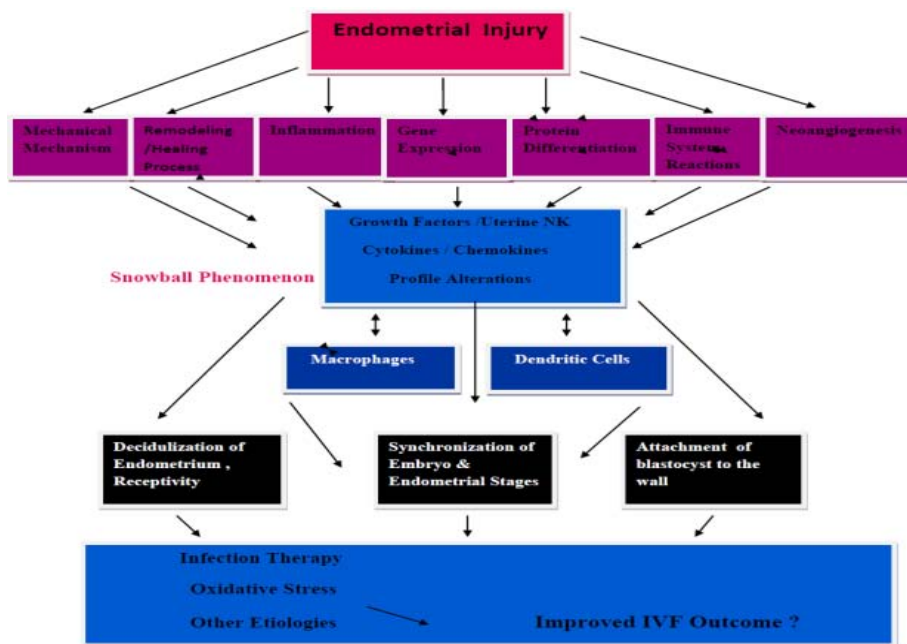 Endometrial Injury
Mechanical
Mechanism
Remodeling
/Healing
Process
Inflammation
Gene
Expression
Protein
Differentiation
Immune
System
Reactions
Neoangiogenesis
Growth Factors /Uterine NK
Cytokines / Chemokines
Profile Alterations
Snowball Phenomenon
Macrophages
Dendritic Cells
Decidulization of
Endometrium ,
Receptivity
Synchronization of
Embryo &
Endometrial Stages
Attachment of
blastocyst to the
wall
Infection Therapy
Oxidative Stress
Other Etiologies
Improved IVF Outcome ?